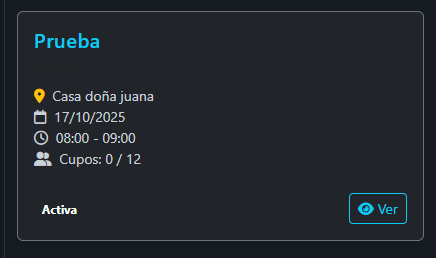 Prueba
Casa doña juana
17/10/2025
08:00 - 09:00
Cupos: 0 / 12
Activa
Ver